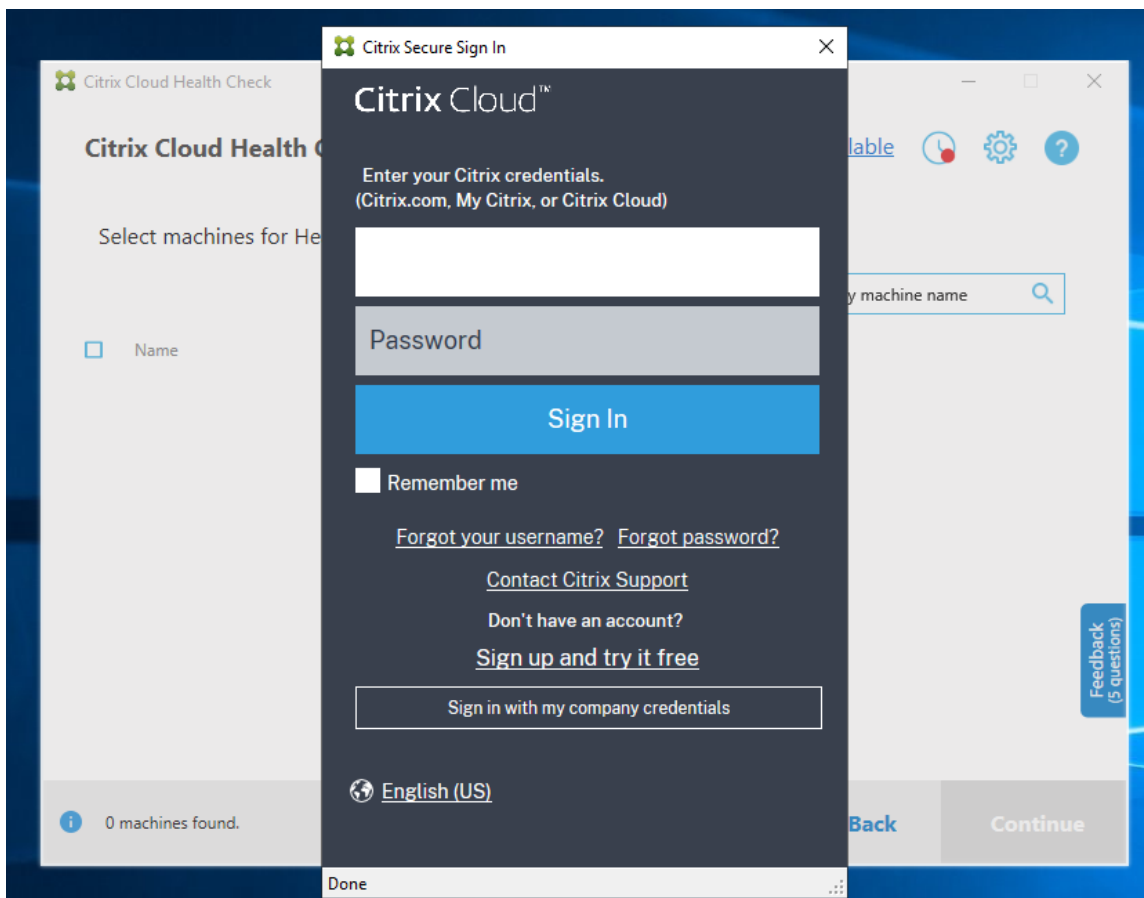 Citrix Secure Sign In
Citrix Cloud Health Check
Citrix Cloud™
Citrix Cloud Health
lable
?
Enter your Citrix credentials.
(Citrix.com, My Citrix, or Citrix Cloud)
Select machines for He
y machine name
Password
Name
Sign In
Remember me
Forgot your username? Forgot password?
Contact Citrix Support
Don't have an account?
Sign up and try it free
Feedback
(5 questions)
Sign in with my company credentials
English (US)
i
0 machines found.
Back
Continue
Done